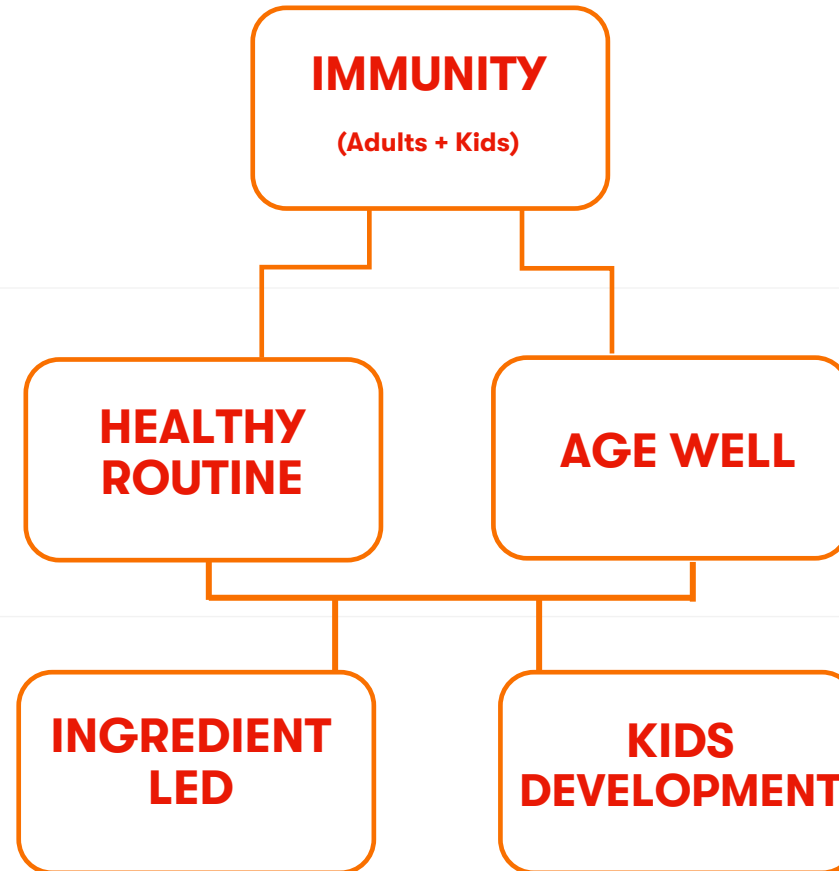 IMMUNITY
(Adults + Kids)
HEALTHY
ROUTINE
AGE WELL
INGREDIENT
LED
KIDS
DEVELOPMENT